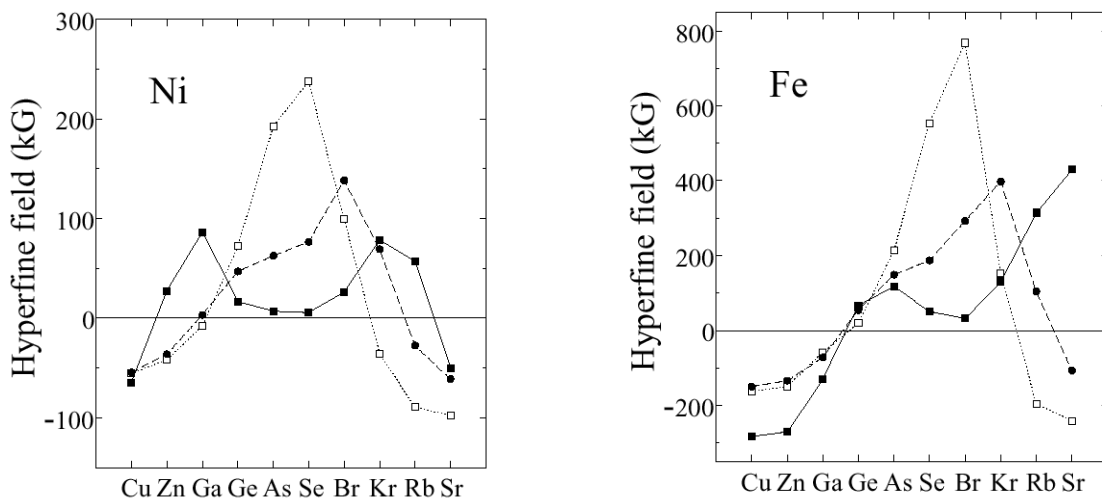 Ni
Hyperfine field (kG)
300
200
100
0
-100
Cu Zn Ga Ge As Se Br Kr Rb Sr
Fe
Hyperfine field (kG)
800
600
400
200
0
-200
Cu Zn Ga Ge As Se Br Kr Rb Sr